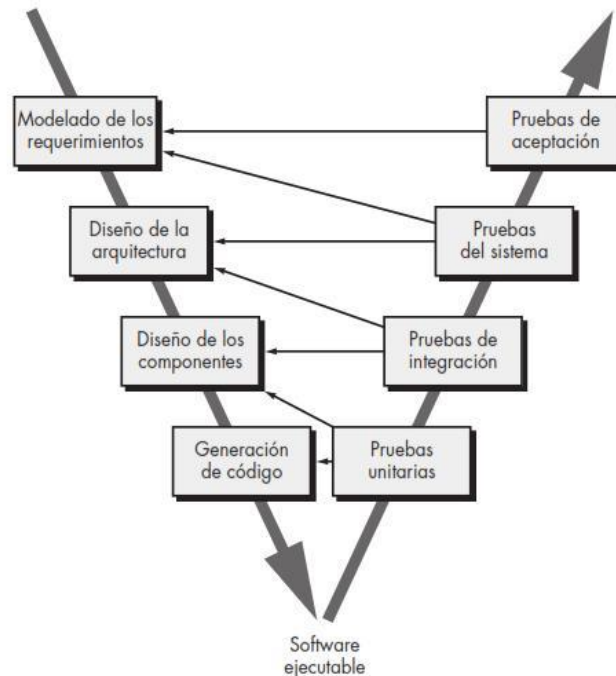 Modelado de los
requerimientos
Pruebas de
aceptación
Diseño de la
arquitectura
Pruebas
del sistema
Diseño de los
componentes
Pruebas de
integración
Generación
de código
Pruebas
unitarias
Software
ejecutable